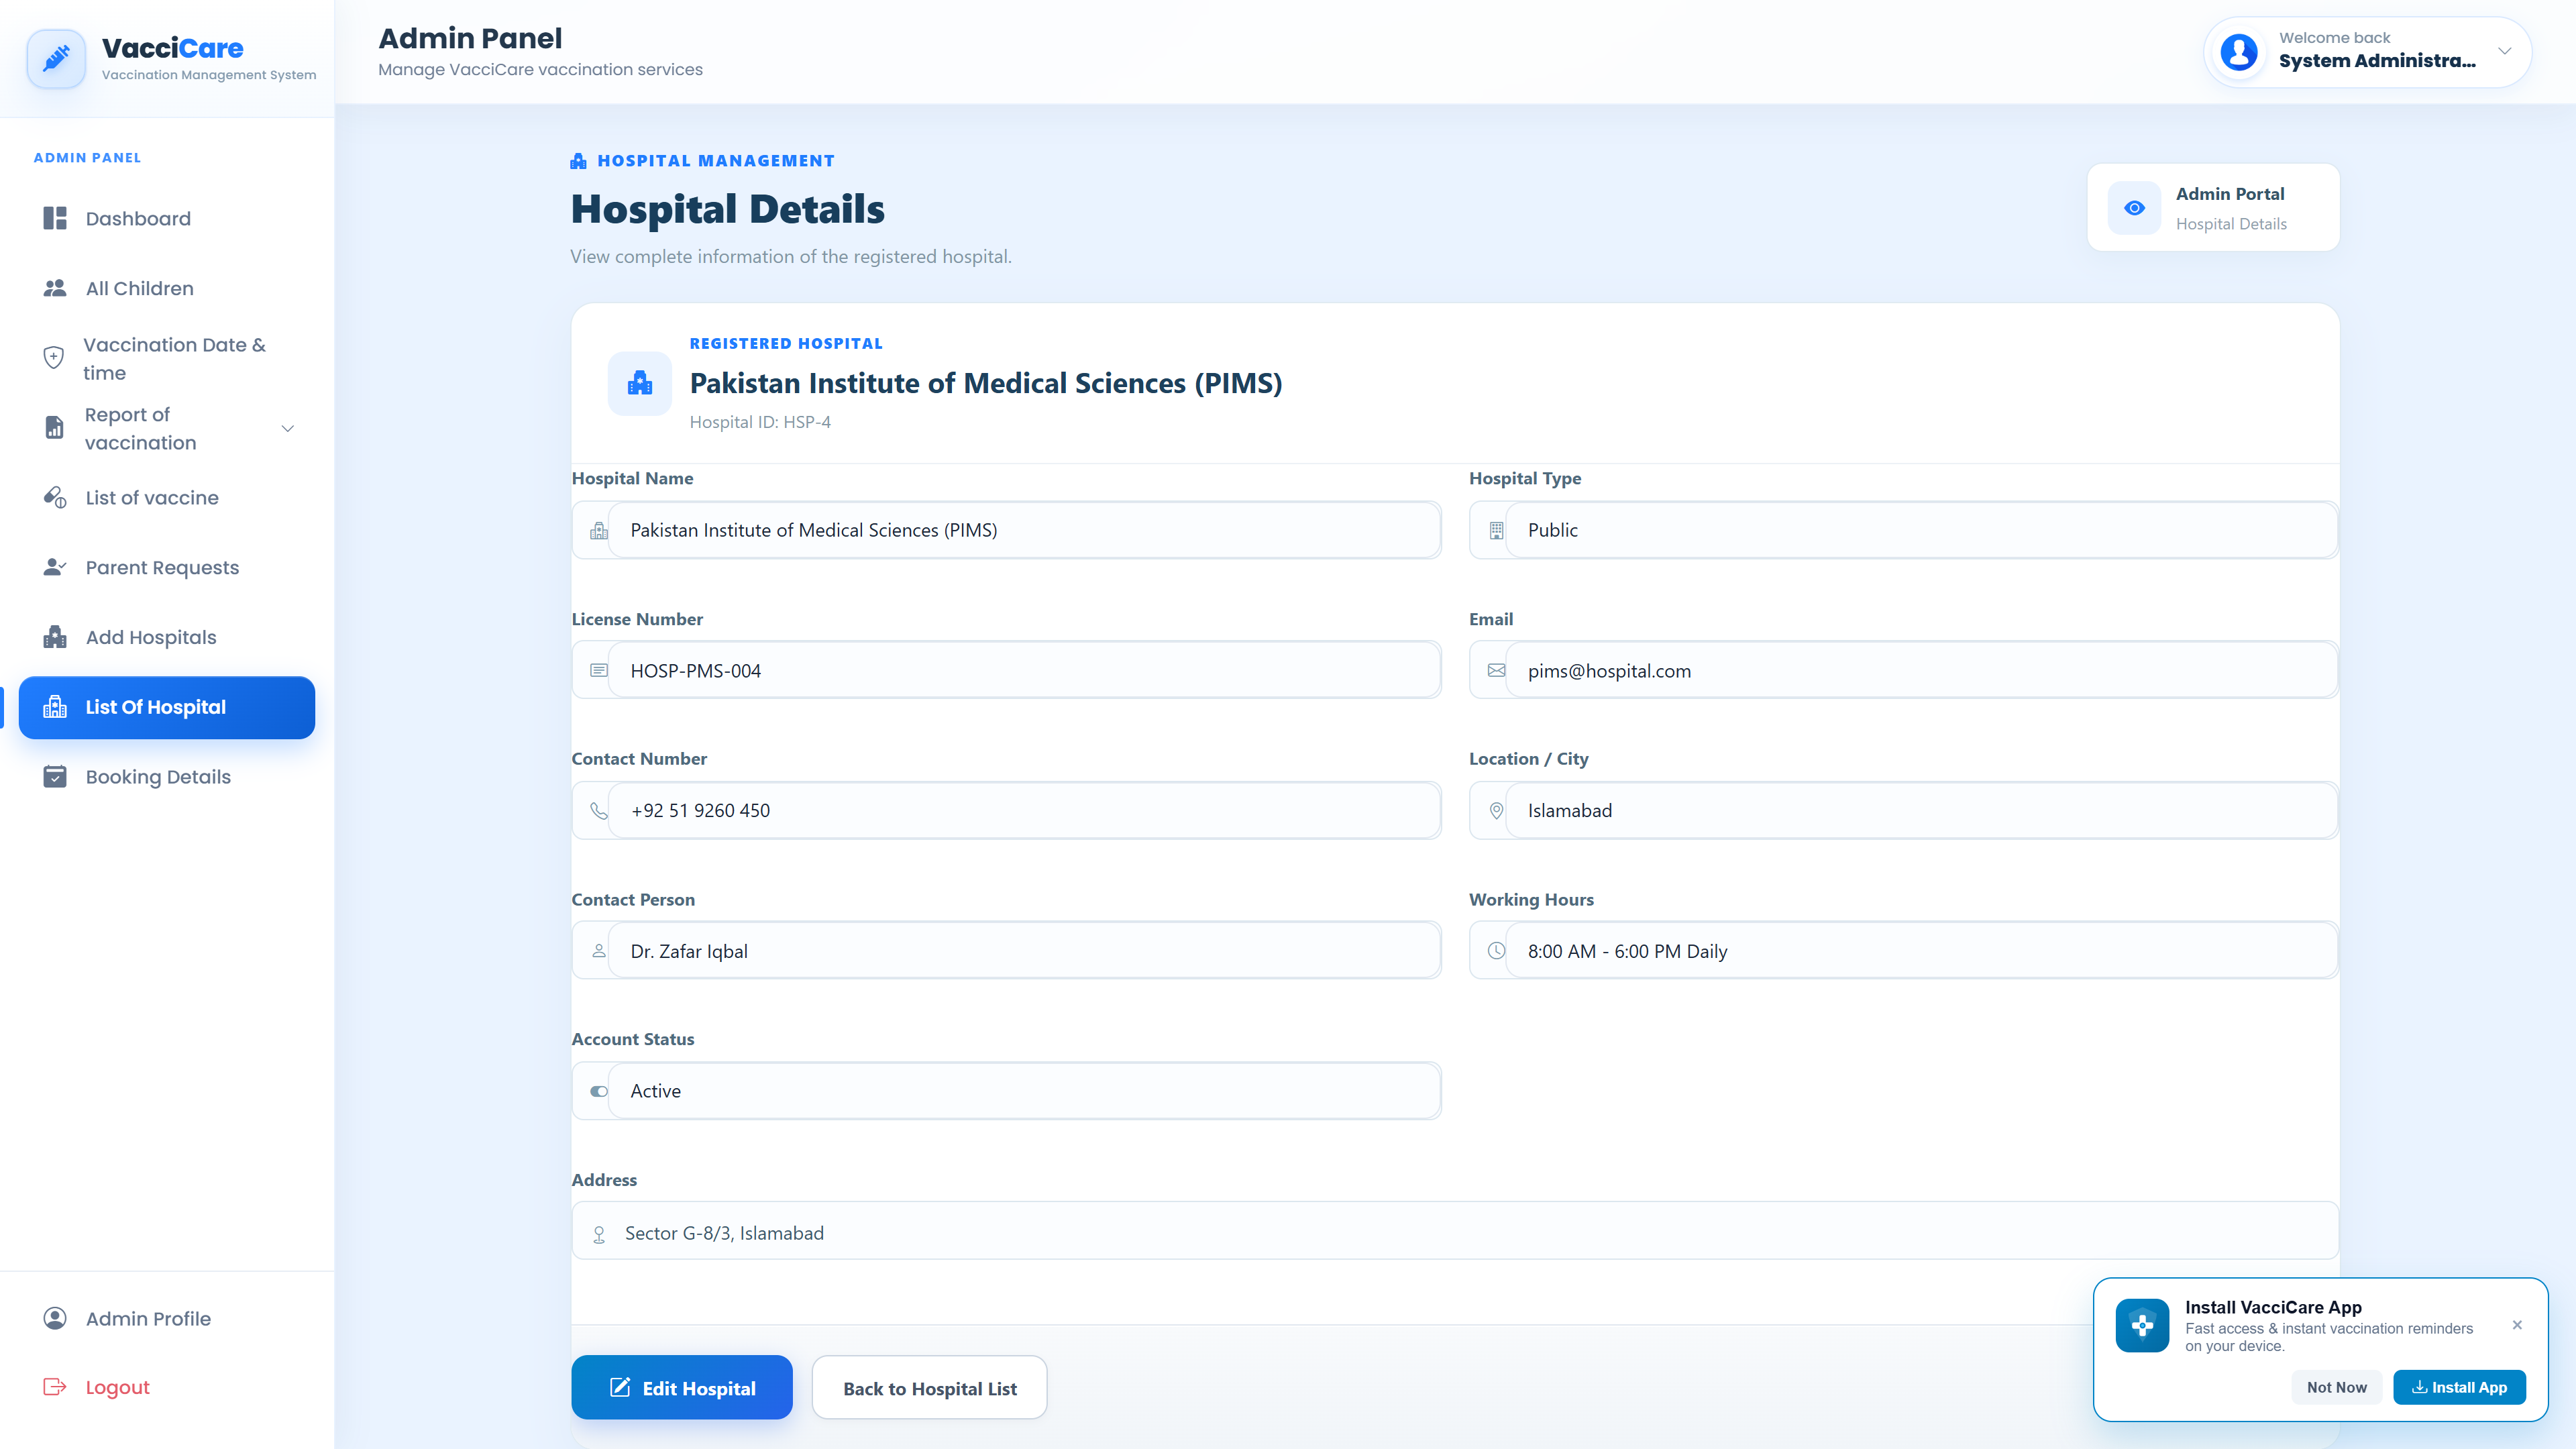 VacciCare
Vaccination Management System
ADMIN PANEL
Dashboard
All Children
Vaccination Date &
time
Report of
vaccination
List of vaccine
Parent Requests
Add Hospitals
List Of Hospital
Booking Details
Admin Profile
Logout
Admin Panel
Manage VacciCare vaccination services
Welcome back
System Administra...
HOSPITAL MANAGEMENT
Hospital Details
View complete information of the registered hospital.
Admin Portal
Hospital Details
REGISTERED HOSPITAL
Pakistan Institute of Medical Sciences (PIMS)
Hospital ID: HSP-4
Hospital Name
Pakistan Institute of Medical Sciences (PIMS)
Hospital Type
Public
License Number
HOSP-PMS-004
Email
pims@hospital.com
Contact Number
+92 51 9260 450
Location / City
Islamabad
Contact Person
Dr. Zafar Iqbal
Working Hours
8:00 AM - 6:00 PM Daily
Account Status
Active
Address
Sector G-8/3, Islamabad
Edit Hospital
Back to Hospital List
Install VacciCare App
Fast access & instant vaccination reminders
on your device.
Not Now
Install App